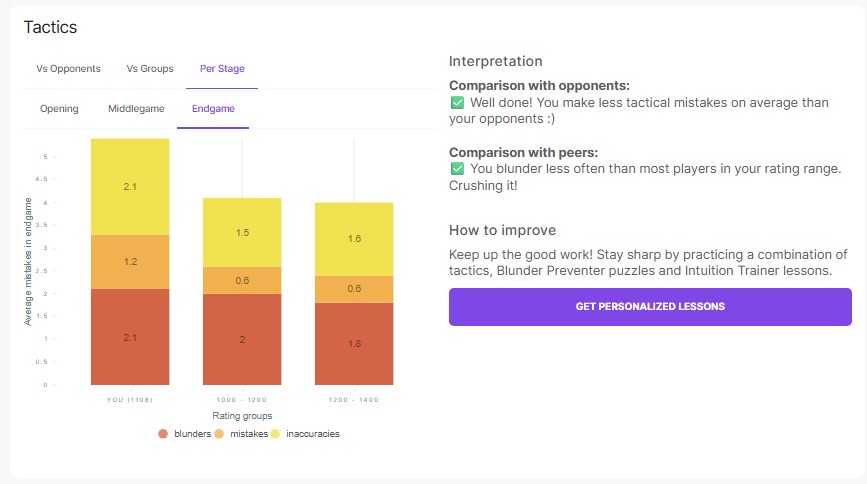 Tactics
Vs Opponents Vs Groups Per Stage
Opening Middlegame Endgame
Average mistakes in endgame
5
4.5
4
3.5
3
2.5
2
1.5
1
0.5
0
2.1
1.2
2.1
1.5
0.6
2
1.6
0.6
1.8
YOU (1108) 1000 - 1200 1200 - 1400
Rating groups
blunders mistakes inaccuracies
Interpretation
Comparison with opponents:
✅ Well done! You make less tactical mistakes on average than
your opponents :)
Comparison with peers:
✅ You blunder less often than most players in your rating range.
Crushing it!
How to improve
Keep up the good work! Stay sharp by practicing a combination of
tactics, Blunder Preventer puzzles and Intuition Trainer lessons.
GET PERSONALIZED LESSONS